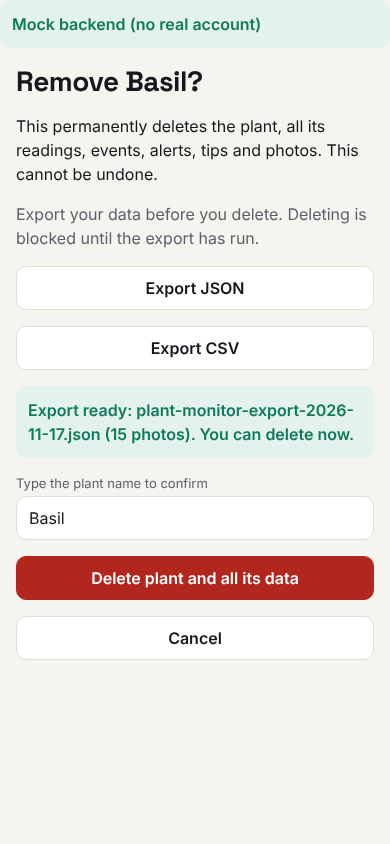 Mock backend (no real account)
Remove Basil?
This permanently deletes the plant, all its
readings, events, alerts, tips and photos. This
cannot be undone.
Export your data before you delete. Deleting is
blocked until the export has run.
Export JSON
Export CSV
Export ready: plant-monitor-export-2026-
11-17.json (15 photos). You can delete now.
Type the plant name to confirm
Basil
Delete plant and all its data
Cancel